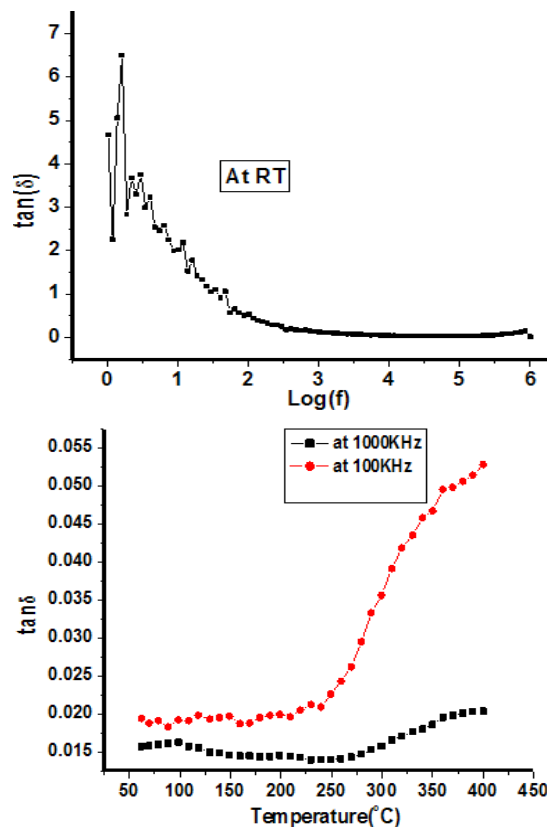 7
6
5
4
3
2
1
0
tan(δ)
At RT
0 1 2 3 4 5 6
Log(f)
at 1000KHz
at 100KHz
0.055
0.050
0.045
0.040
0.035
0.030
0.025
0.020
0.015
tanδ
50 100 150 200 250 300 350 400 450
Temperature(°C)